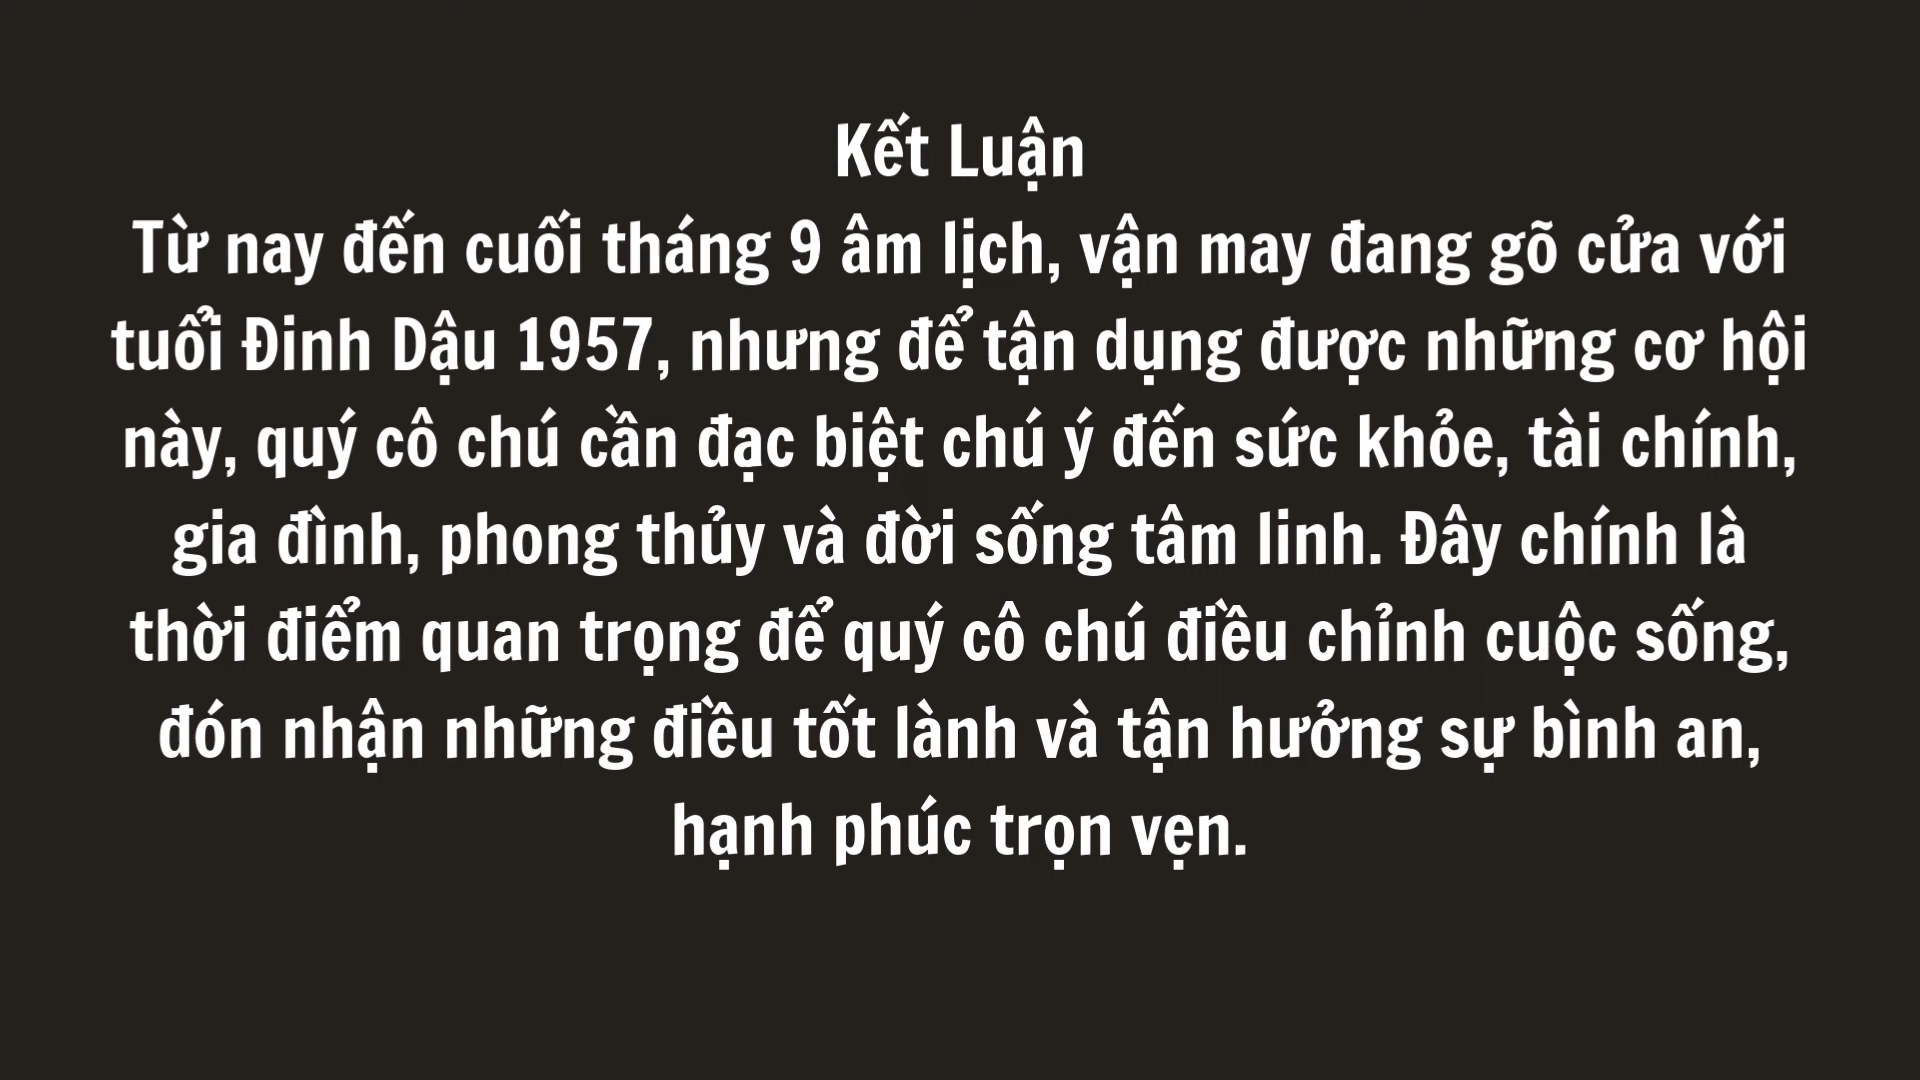 Kết Luận
Từ nay đến cuối tháng 9 âm lịch, vận may đang gõ cửa với
tuổi Đinh Dậu 1957, nhưng để tận dụng được những cơ hội
này, quý cô chú cần đạc biệt chú ý đến sức khỏe, tài chính,
gia đình, phong thủy và đời sống tâm linh. Đây chính là
thời điểm quan trọng để quý cô chú điều chỉnh cuộc sống,
đón nhận những điều tốt lành và tận hưởng sự bình an,
hạnh phúc trọn vẹn.